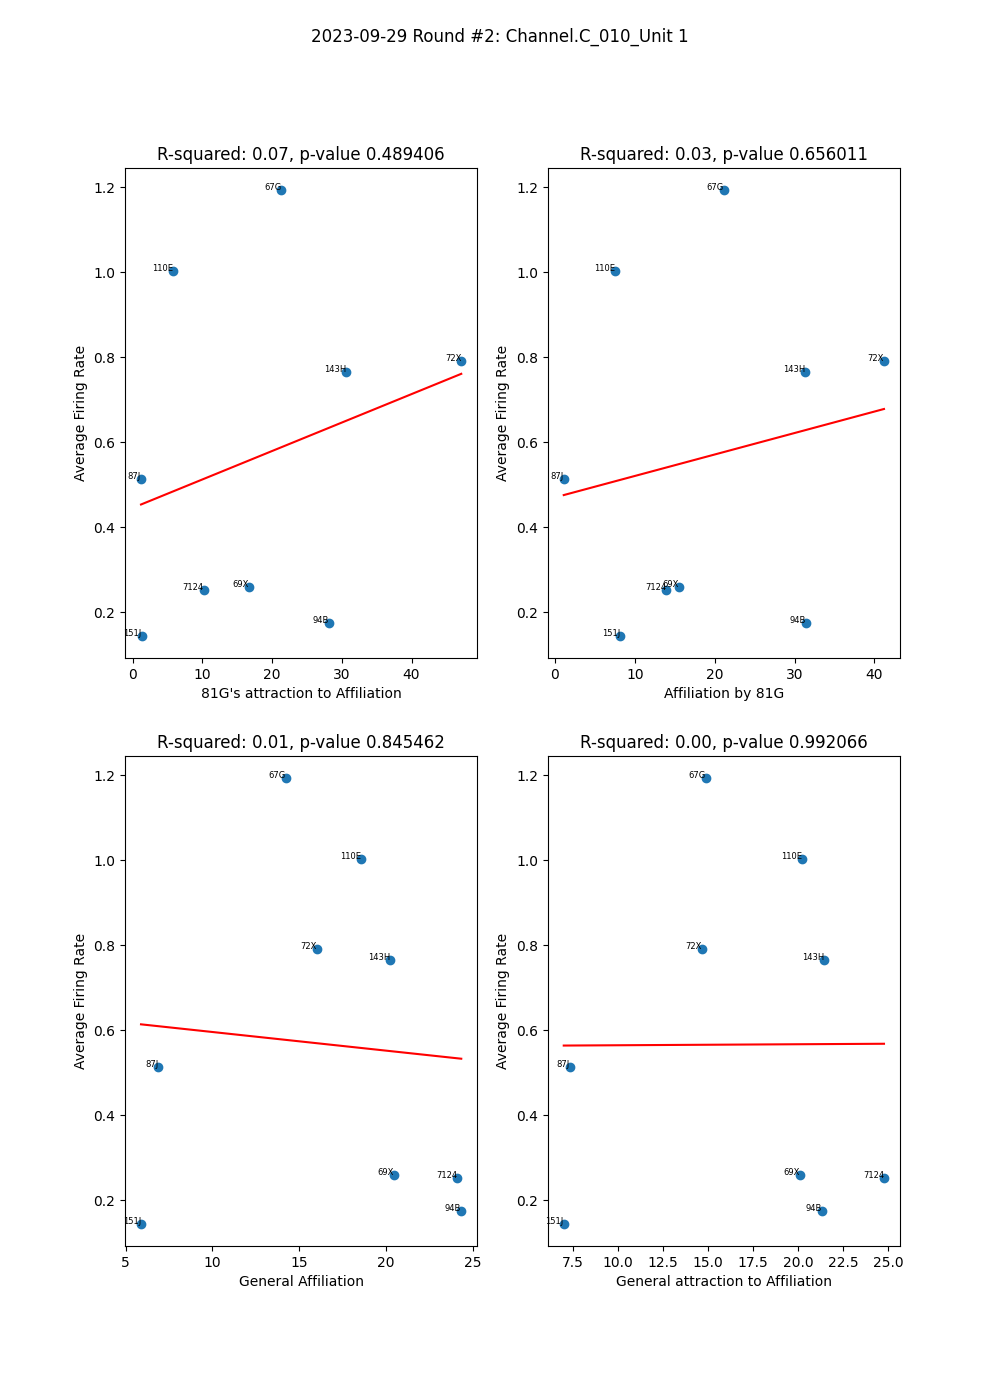 2023-09-29 Round #2: Channel.C_010_Unit 1
R-squared: 0.07, p-value 0.489406
1.2
1.0
0.8
0.6
0.4
0.2
Average Firing Rate
67G
110E
72X
143H
87J
7124
69X
94B
151J
0 10 20 30 40
81G's attraction to Affiliation
R-squared: 0.03, p-value 0.656011
1.2
1.0
0.8
0.6
0.4
0.2
Average Firing Rate
67G
110E
72X
143H
87J
7124
69X
94B
151J
0 10 20 30 40
Affiliation by 81G
R-squared: 0.01, p-value 0.845462
1.2
1.0
0.8
0.6
0.4
0.2
Average Firing Rate
67G
110E
72X
143H
87J
69X
7124
94B
151J
5 10 15 20 25
General Affiliation
R-squared: 0.00, p-value 0.992066
1.2
1.0
0.8
0.6
0.4
0.2
Average Firing Rate
67G
110E
72X
143H
87J
69X
7124
94B
151J
7.5 10.0 12.5 15.0 17.5 20.0 22.5 25.0
General attraction to Affiliation